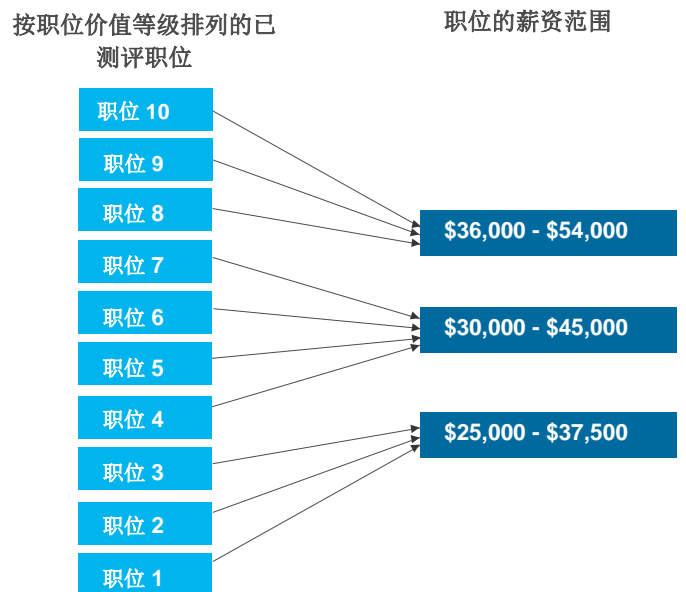 按职位价值等级排列的已
测评职位
职位的薪资范围
职位 10
职位 9
职位 8
职位 7
职位 6
职位 5
职位 4
职位 3
职位 2
职位 1
$36,000 - $54,000
$30,000 - $45,000
$25,000 - $37,500